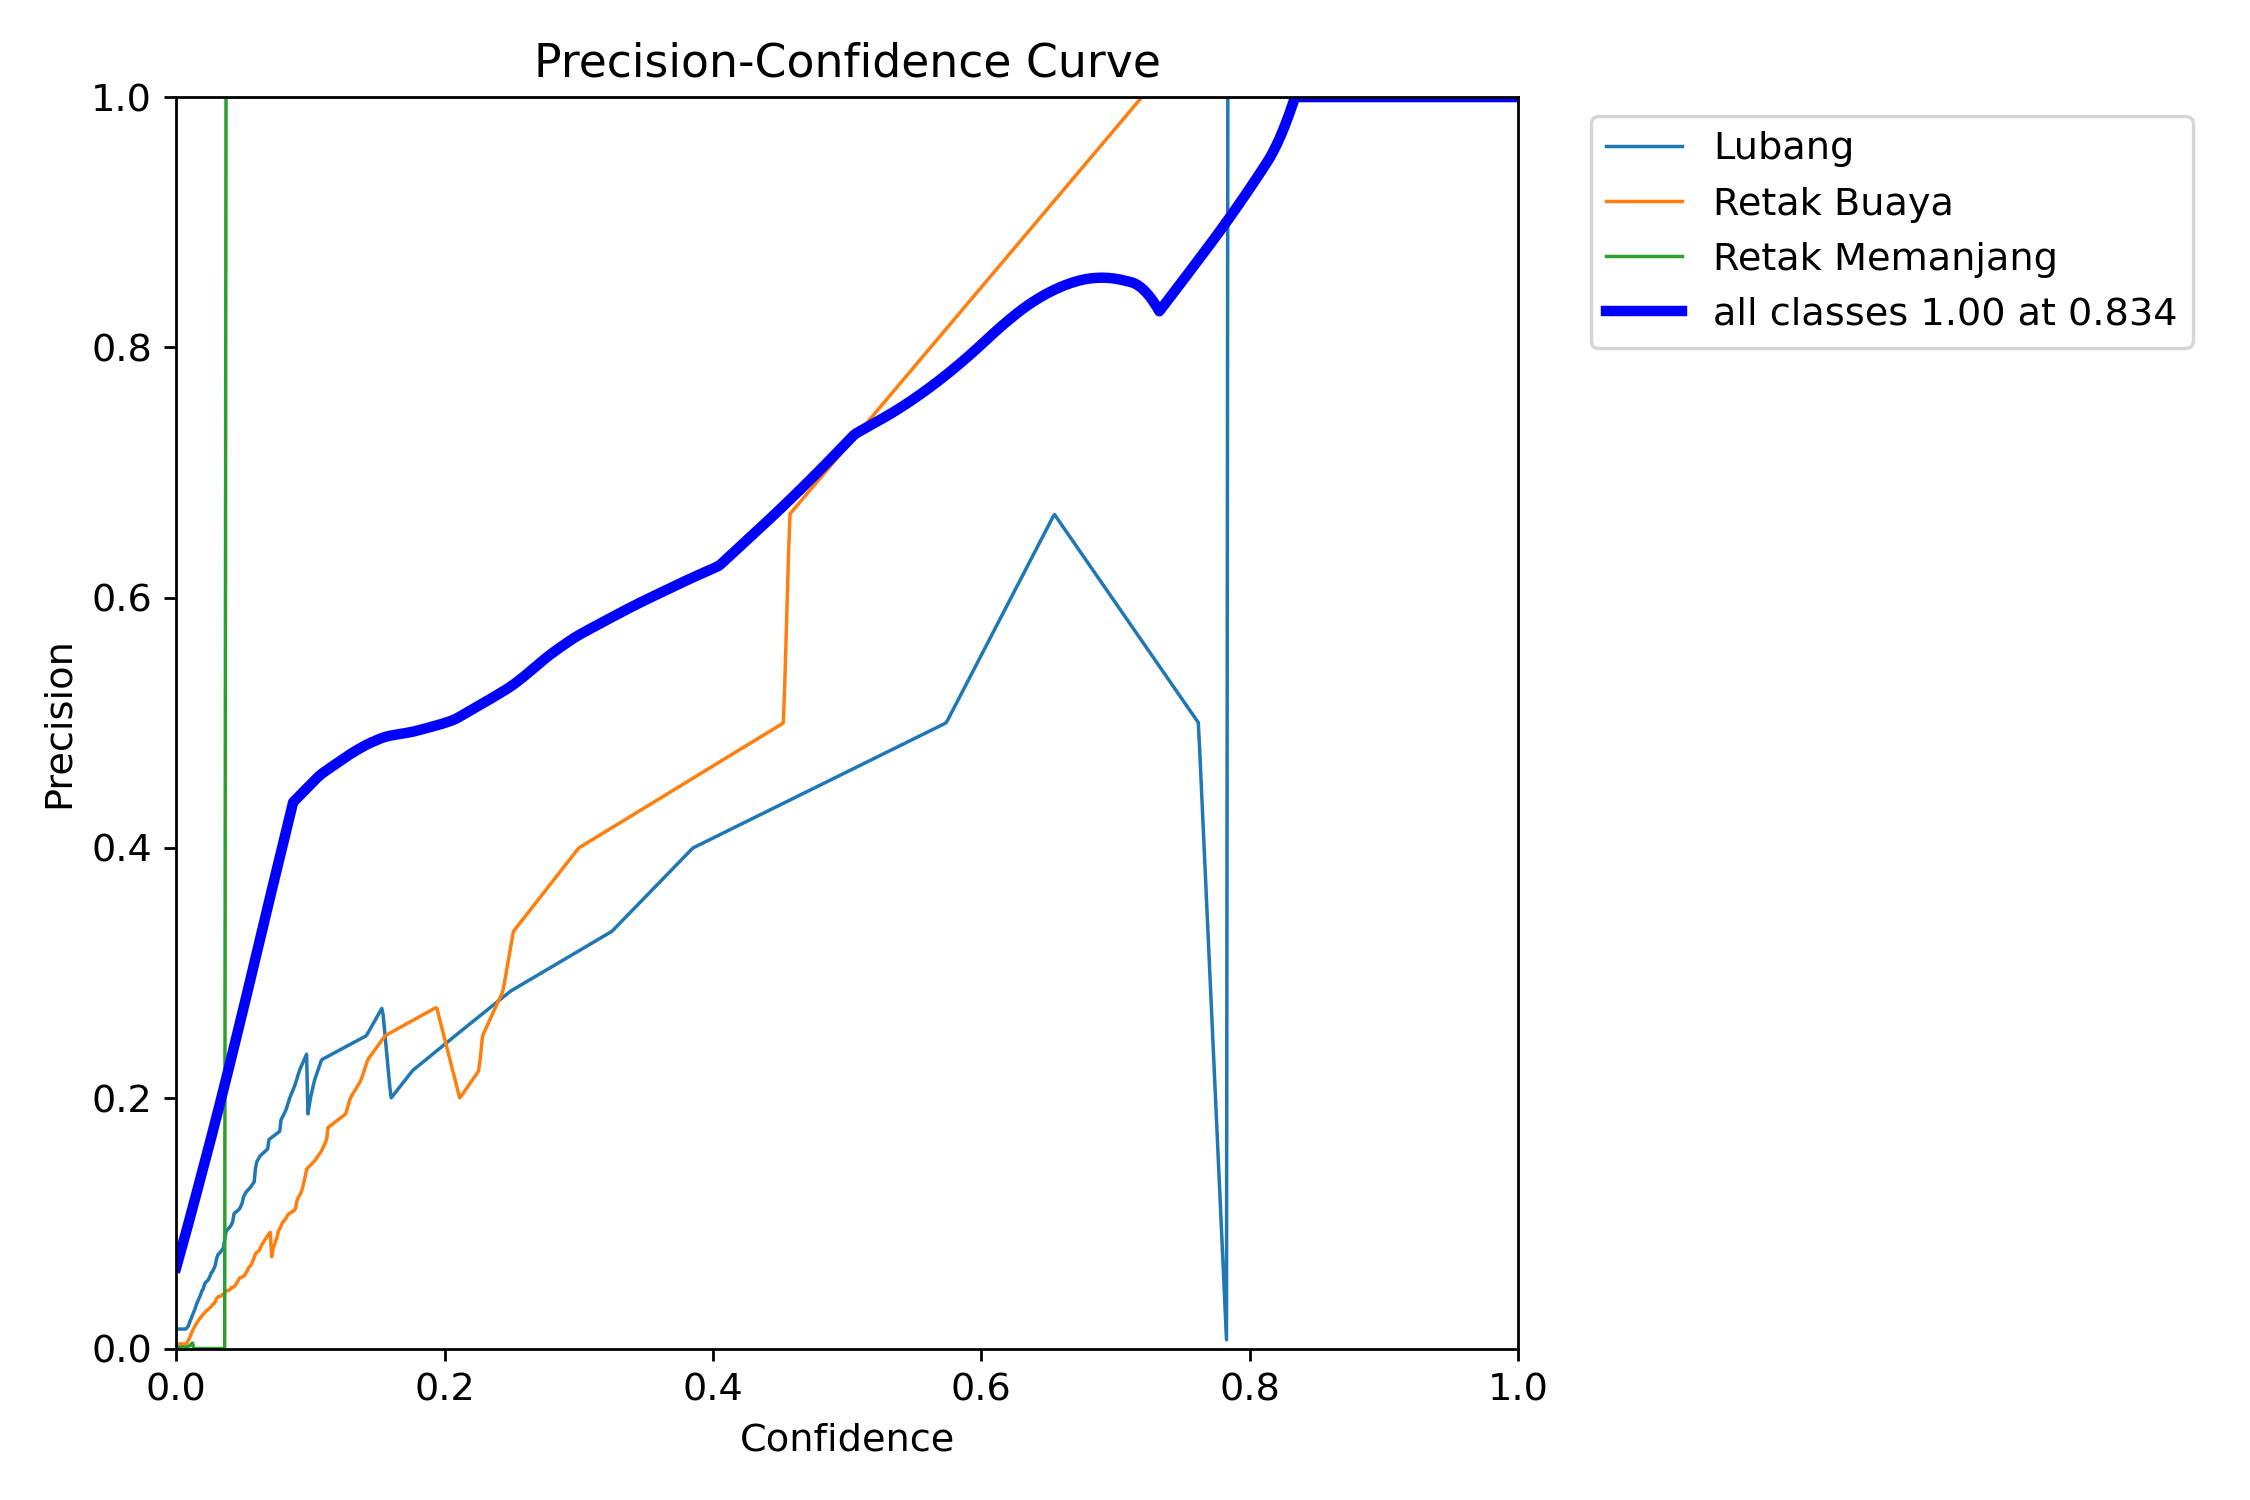 Precision-Confidence Curve
1.0
0.8
0.6
0.4
0.2
0.0
Precision
0.0 0.2 0.4 0.6 0.8 1.0
Confidence
Lubang
Retak Buaya
Retak Memanjang
all classes 1.00 at 0.834